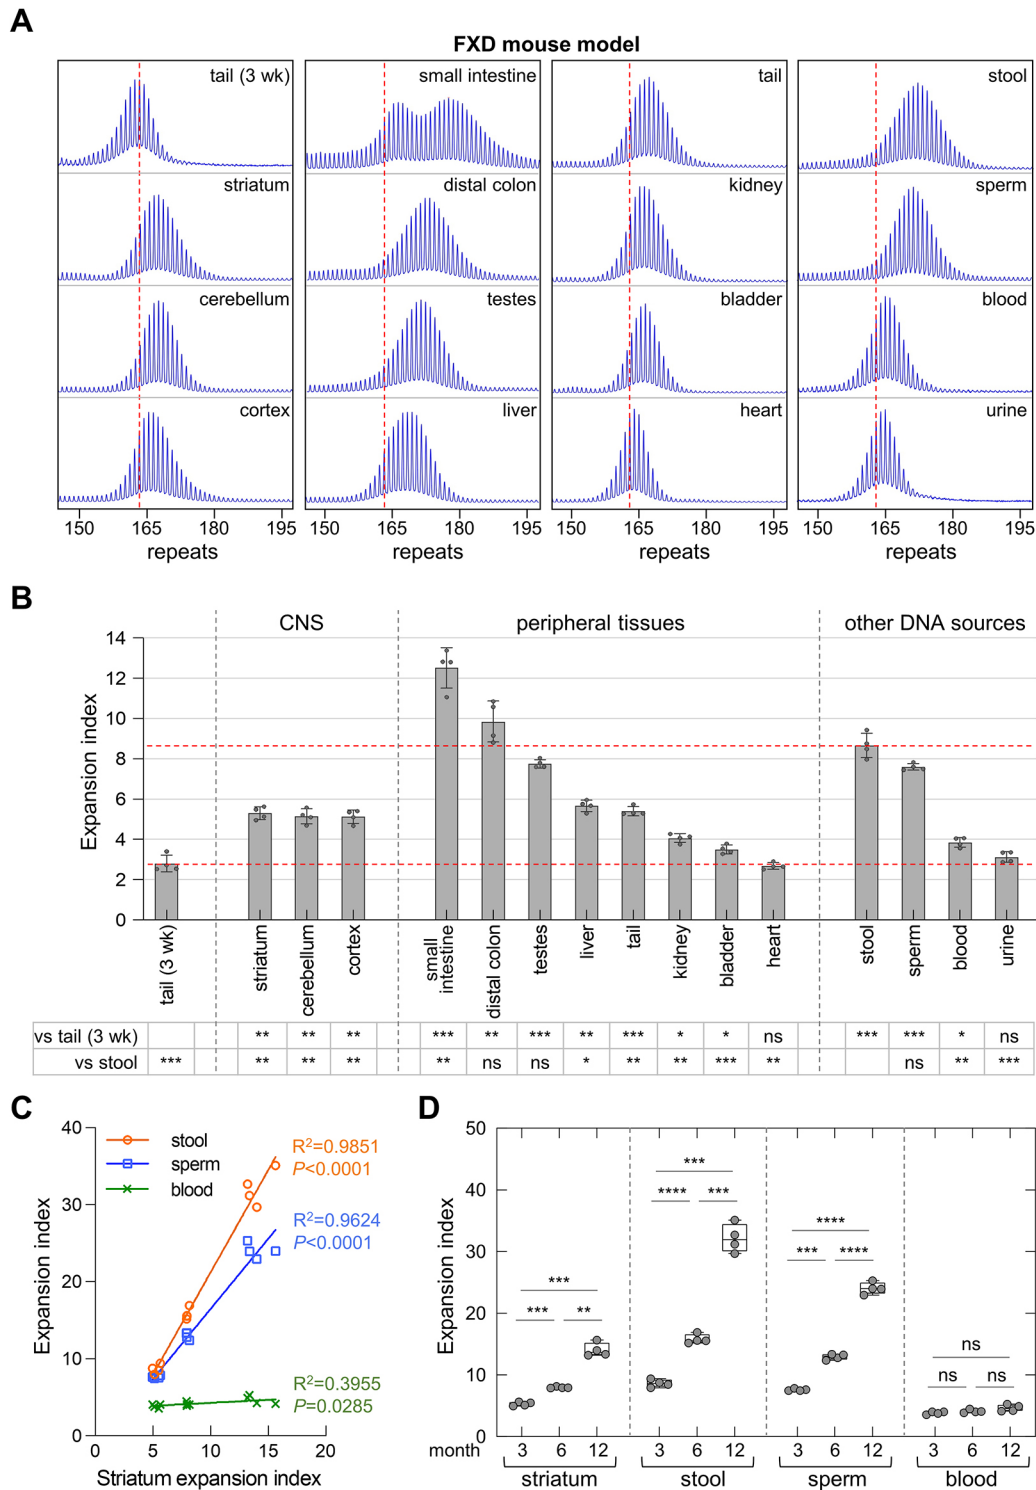 A
FXD mouse model
tail (3 wk)
small intestine
tail
stool
striatum
distal colon
kidney
sperm
cerebellum
testes
bladder
blood
cortex
liver
heart
urine
150 165 180 195
150 165 180 195
150 165 180 195
150 165 180 195
repeats
repeats
repeats
repeats
B
CNS
peripheral tissues
other DNA sources
Expansion index
14
12
10
8
6
4
2
0
tail (3 wk)
striatum
cerebellum
cortex
small
intestine
distal colon
testes
liver
tail
kidney
bladder
heart
stool
sperm
blood
urine
vs tail (3 wk) ** ** ** *** ** *** ** *** * * ns *** *** * ns
vs stool *** ** ** ** ** ns ns * ** ** *** ** ns ** ***
C
Expansion index
40
30
20
10
0
0 5 10 15 20
Striatum expansion index
stool
sperm
blood
R²=0.9851
P<0.0001
R²=0.9624
P<0.0001
R²=0.3955
P=0.0285
D
Expansion index
50
40
30
20
10
0
*** *** **
*** **** ***
**** *** ****
ns ns ns
month 3 6 12 3 6 12 3 6 12 3 6 12
striatum stool sperm blood